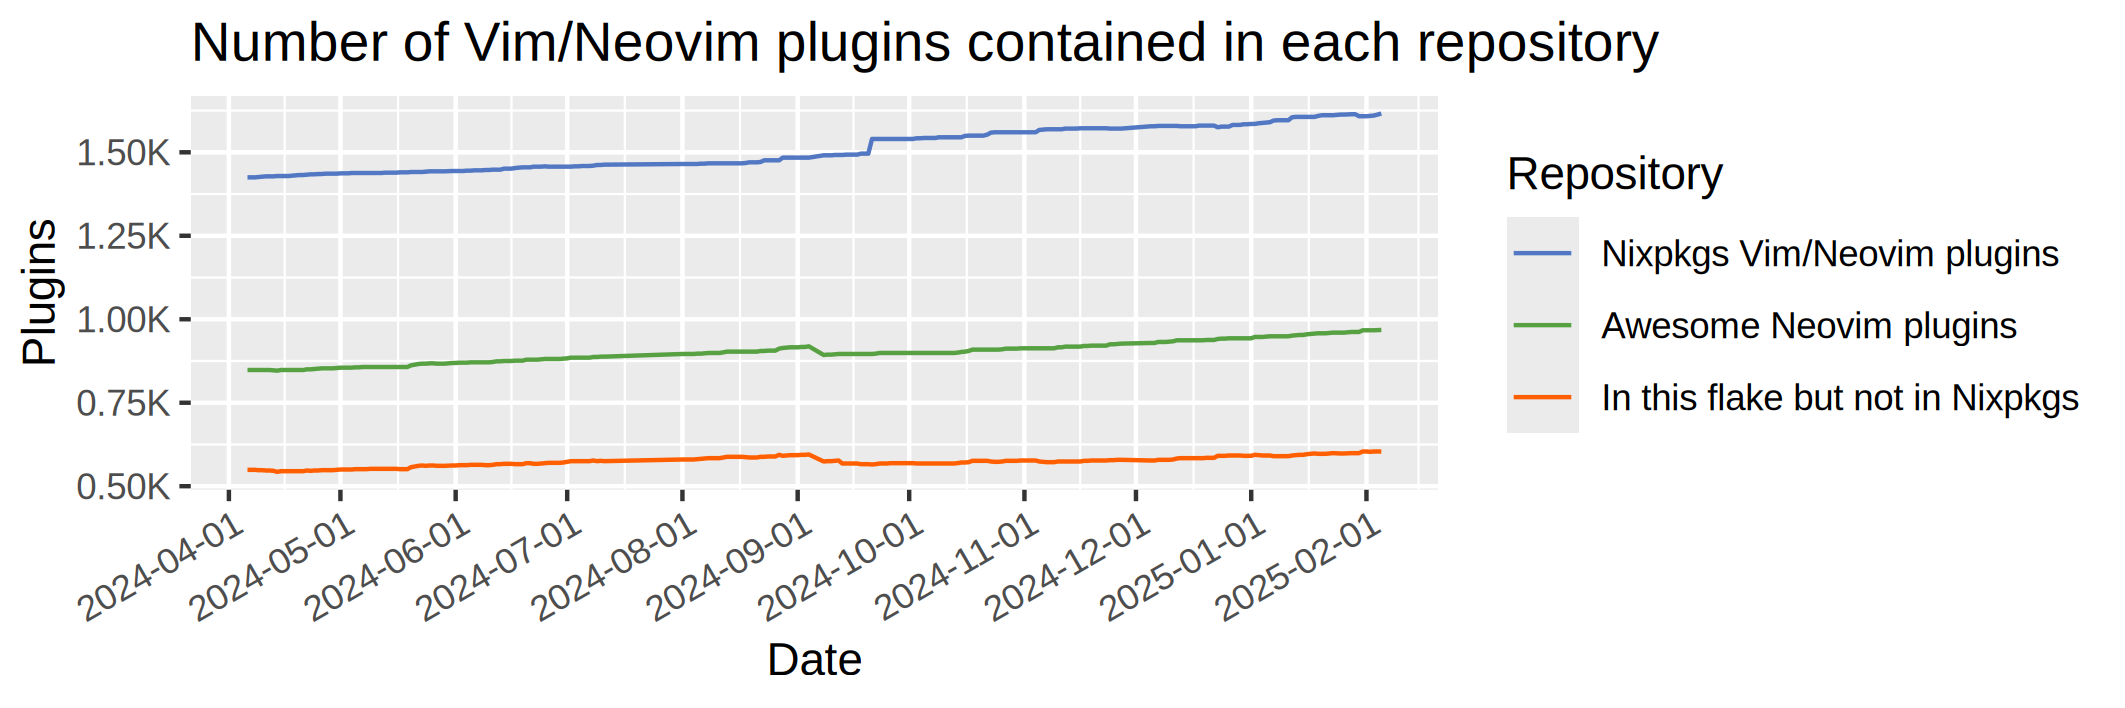 Number of Vim/Neovim plugins contained in each repository
Plugins
1.50K
1.25K
1.00K
0.75K
0.50K
2024-04-01
2024-05-01
2024-06-01
2024-07-01
2024-08-01
2024-09-01
2024-10-01
2024-11-01
2024-12-01
2025-01-01
2025-02-01
Date
Repository
Nixpkgs Vim/Neovim plugins
Awesome Neovim plugins
In this flake but not in Nixpkgs